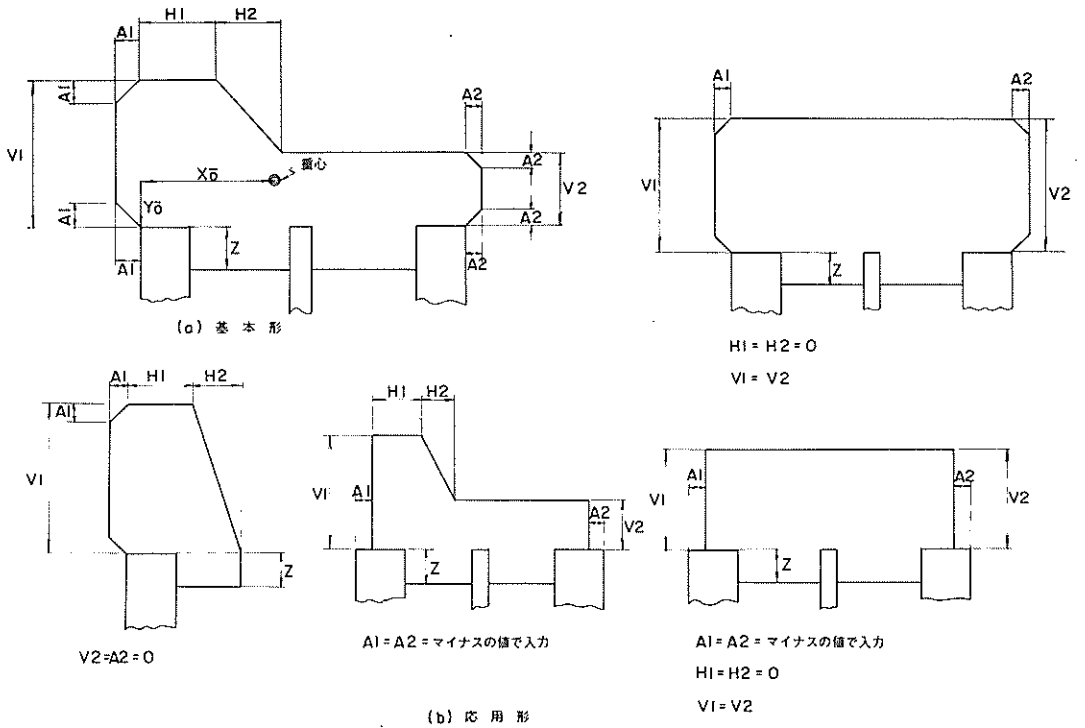 A1 H1 H2
A1
V1
A1
A1
X̄o
Ȳo
重心
Z
A2
A2
A2
A2
V2
(a) 基本形
A1
A2
V1
V2
Z
H1 = H2 = 0
V1 = V2
A1 H1 H2
A1
V1
Z
V2=A2=0
H1 H2
V1
A1
A2
V2
Z
A1=A2=マイナスの値で入力
A1
V1
A2
V2
Z
A1=A2=マイナスの値で入力
H1=H2=0
V1=V2
(b) 応用形